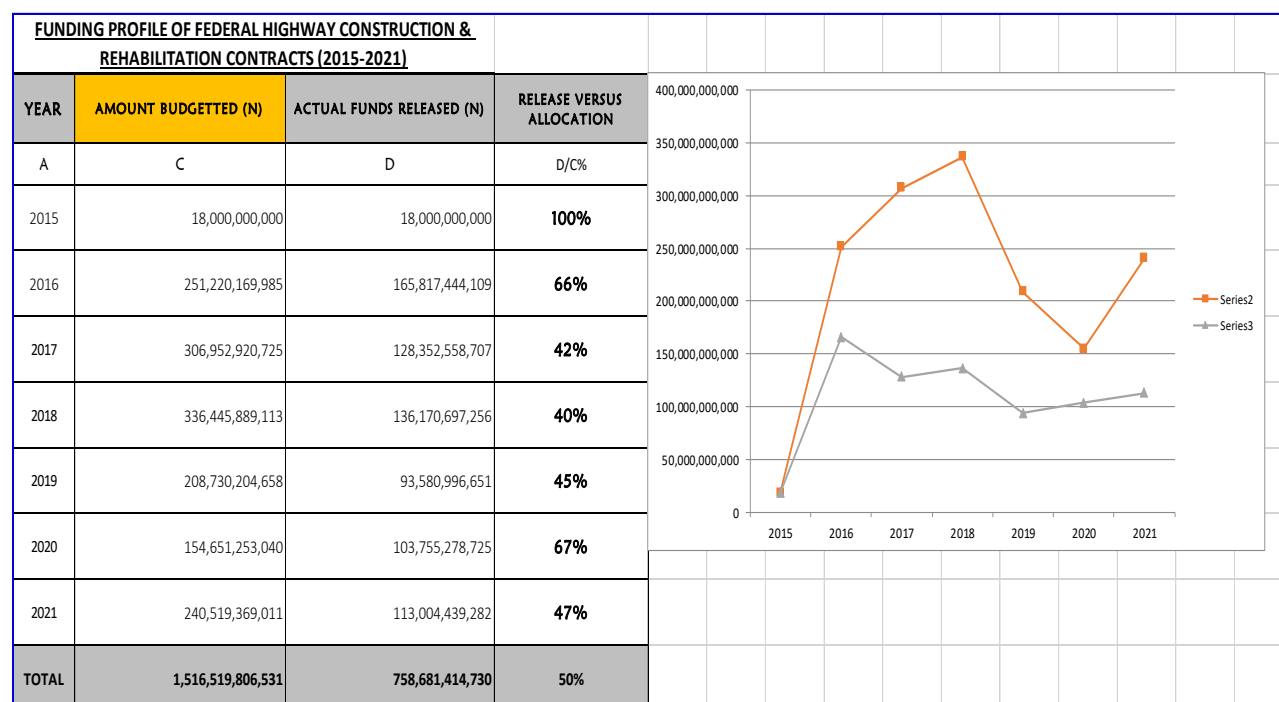 FUNDING PROFILE OF FEDERAL HIGHWAY CONSTRUCTION &
REHABILITATION CONTRACTS (2015-2021)
YEAR AMOUNT BUDGETTED (N) ACTUAL FUNDS RELEASED (N) RELEASE VERSUS ALLOCATION
A C D D/C%
2015 18,000,000,000 18,000,000,000 100%
2016 251,220,169,985 165,817,444,109 66%
2017 306,952,920,725 128,352,558,707 42%
2018 336,445,889,113 136,170,697,256 40%
2019 208,730,204,658 93,580,996,651 45%
2020 154,651,253,040 103,755,278,725 67%
2021 240,519,369,011 113,004,439,282 47%
TOTAL 1,516,519,806,531 758,681,414,730 50%
400,000,000,000
350,000,000,000
300,000,000,000
250,000,000,000
200,000,000,000
150,000,000,000
100,000,000,000
50,000,000,000
0
2015 2016 2017 2018 2019 2020 2021
Series2
Series3